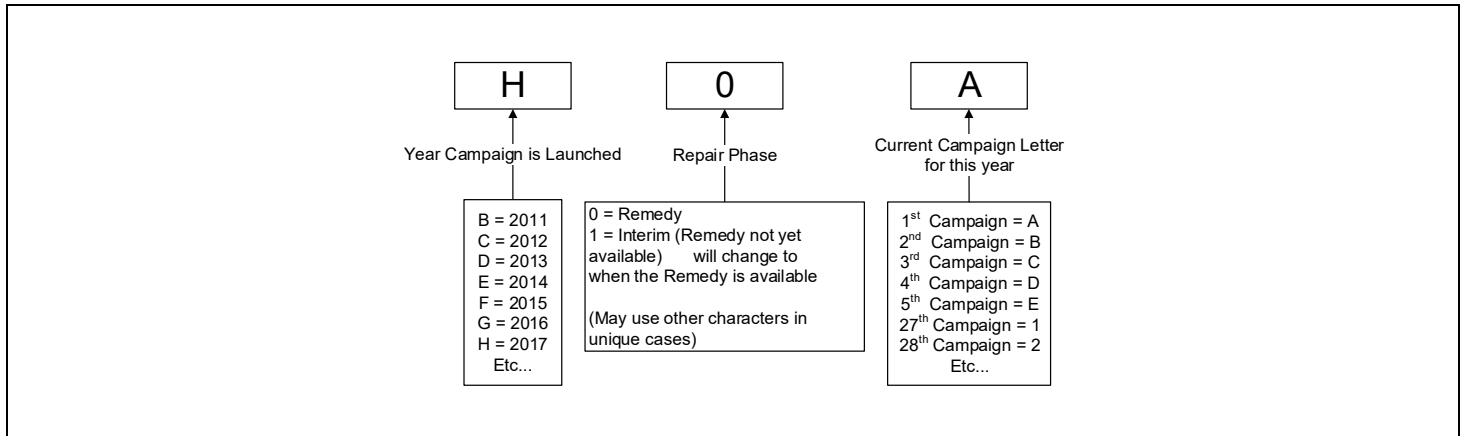 H
0
A
Year Campaign is Launched
Repair Phase
Current Campaign Letter
for this year
B = 2011
C = 2012
D = 2013
E = 2014
F = 2015
G = 2016
H = 2017
Etc...
0 = Remedy
1 = Interim (Remedy not yet
available) will change to
when the Remedy is available
(May use other characters in
unique cases)
1st Campaign = A
2nd Campaign = B
3rd Campaign = C
4th Campaign = D
5th Campaign = E
27th Campaign = 1
28th Campaign = 2
Etc...